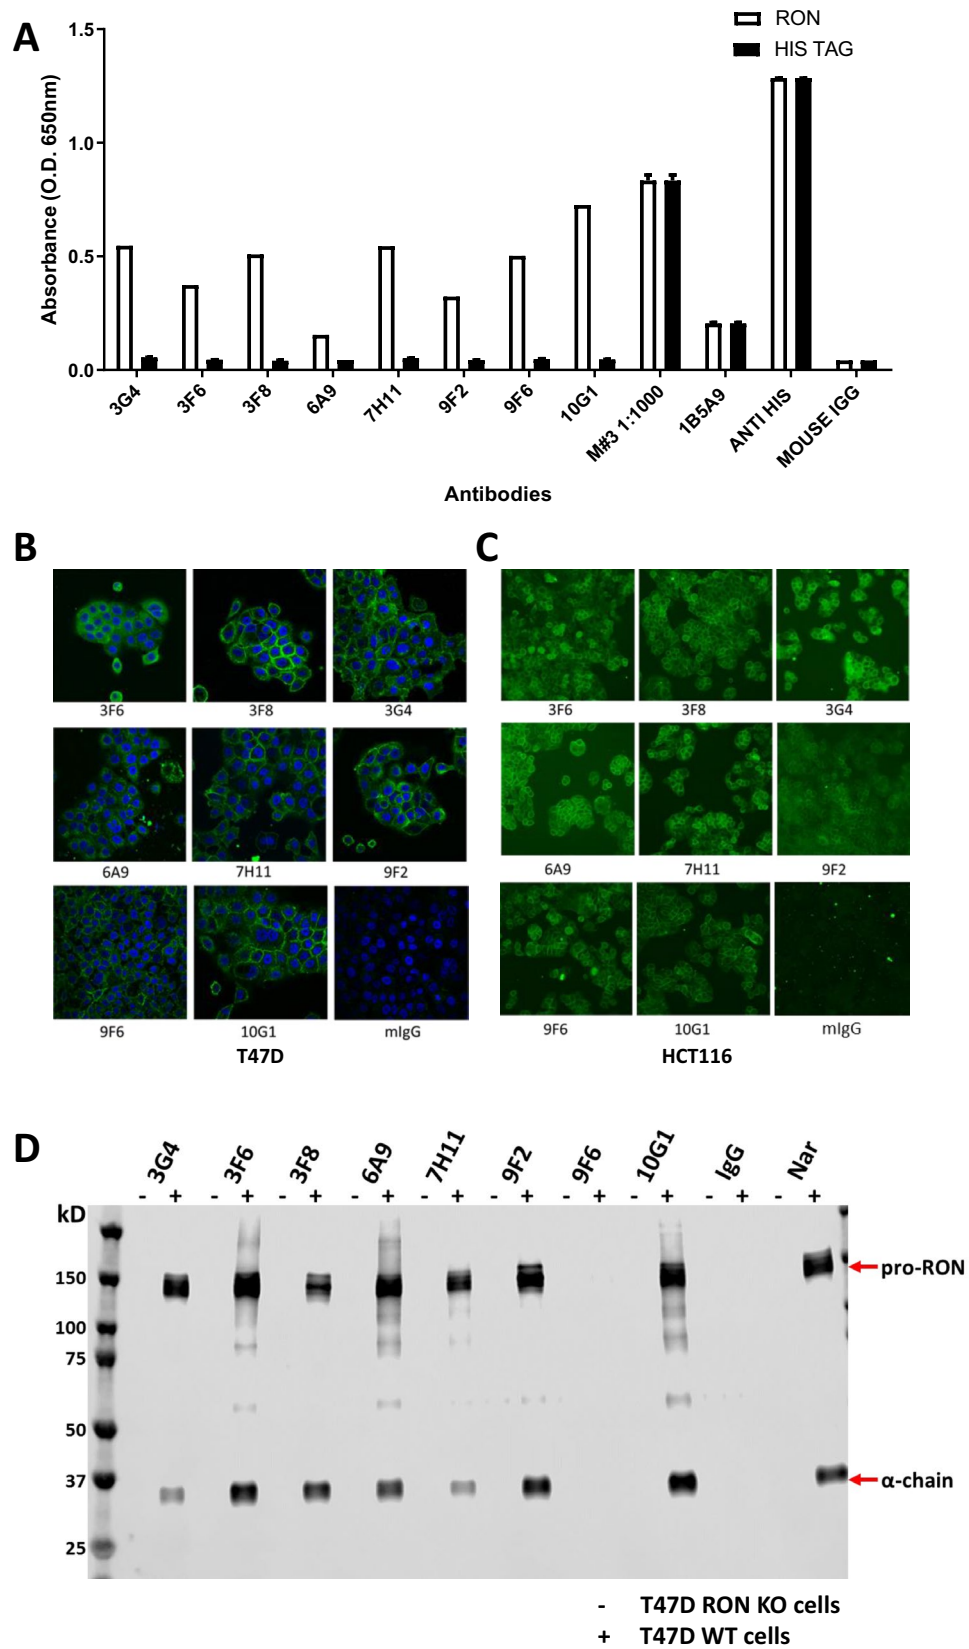 A
RON
HIS TAG
Absorbance (O.D. 650nm)
1.5
1.0
0.5
0.0
3G4
3F6
3F8
6A9
7H11
9F2
9F6
10G1
M#3 1:1000
1B5A9
ANTI HIS
MOUSE IGG
Antibodies
B
3F6 3F8 3G4
6A9 7H11 9F2
9F6 10G1 mIgG
T47D
C
3F6 3F8 3G4
6A9 7H11 9F2
9F6 10G1 mIgG
HCT116
D
3G4 3F6 3F8 6A9 7H11 9F2 9F6 10G1 IgG Nar
- + - + - + - + - + - + - + - + - + - +
kD
150
100
75
50
37
25
pro-RON
α-chain
- T47D RON KO cells
+ T47D WT cells